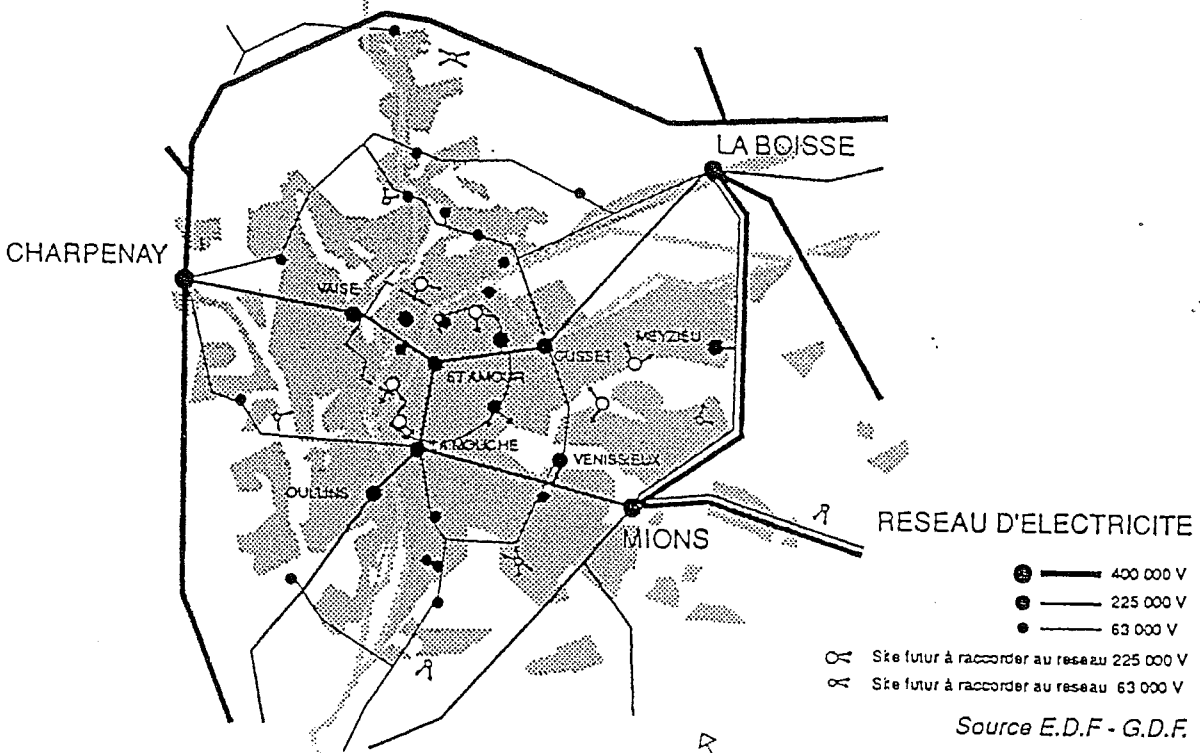 LA BOISSE
CHARPENAY
VAISE
MEYZIEU
CUSSET
ST AMOUR
LA MOUCHE
VENISSIEUX
OULLINS
MIONS
RESEAU D'ELECTRICITE
400 000 V
225 000 V
63 000 V
Site futur à raccorder au reseau 225 000 V
Site futur à raccorder au reseau 63 000 V
Source E.D.F - G.D.F.